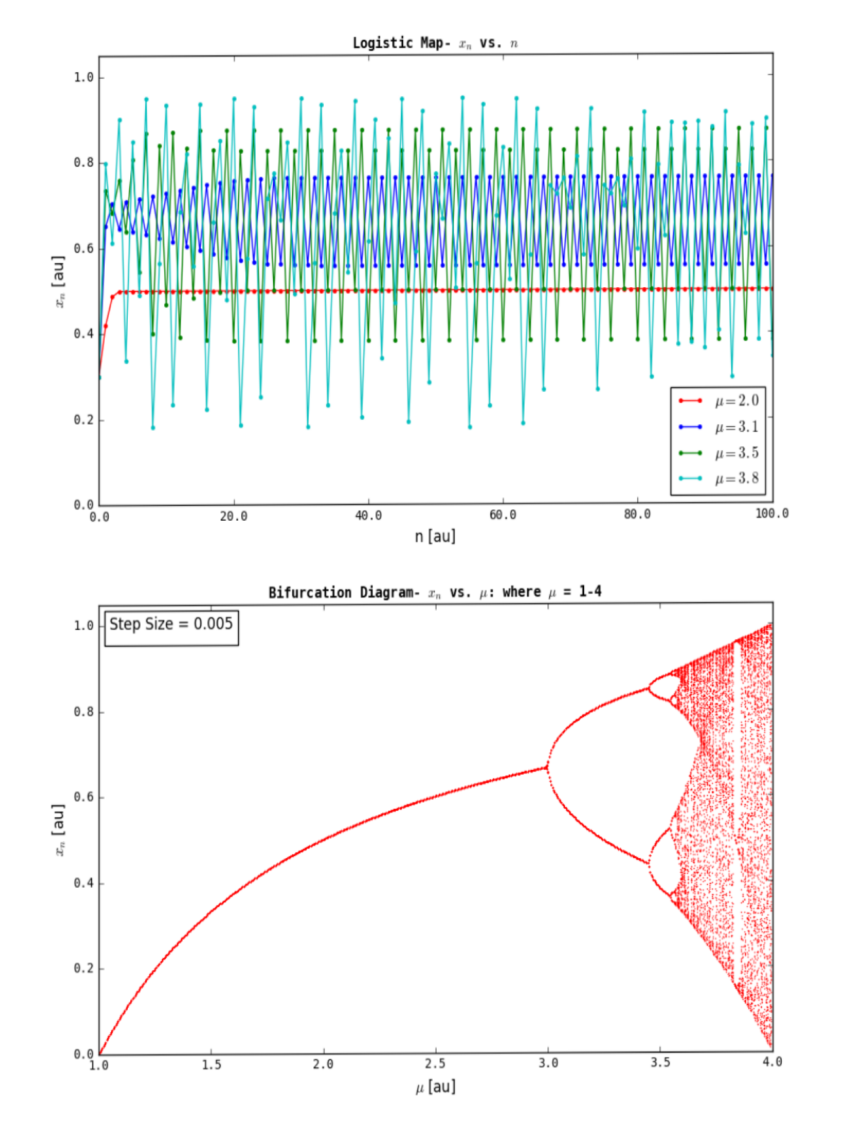 Logistic Map- xₙ vs. n
1.0
0.8
0.6
0.4
0.2
0.0
xₙ [au]
0.0 20.0 40.0 60.0 80.0 100.0
n [au]
μ=2.0
μ=3.1
μ=3.5
μ=3.8
Bifurcation Diagram- xₙ vs. μ: where μ = 1-4
Step Size = 0.005
1.0
0.8
0.6
0.4
0.2
0.0
xₙ [au]
1.0 1.5 2.0 2.5 3.0 3.5 4.0
μ [au]